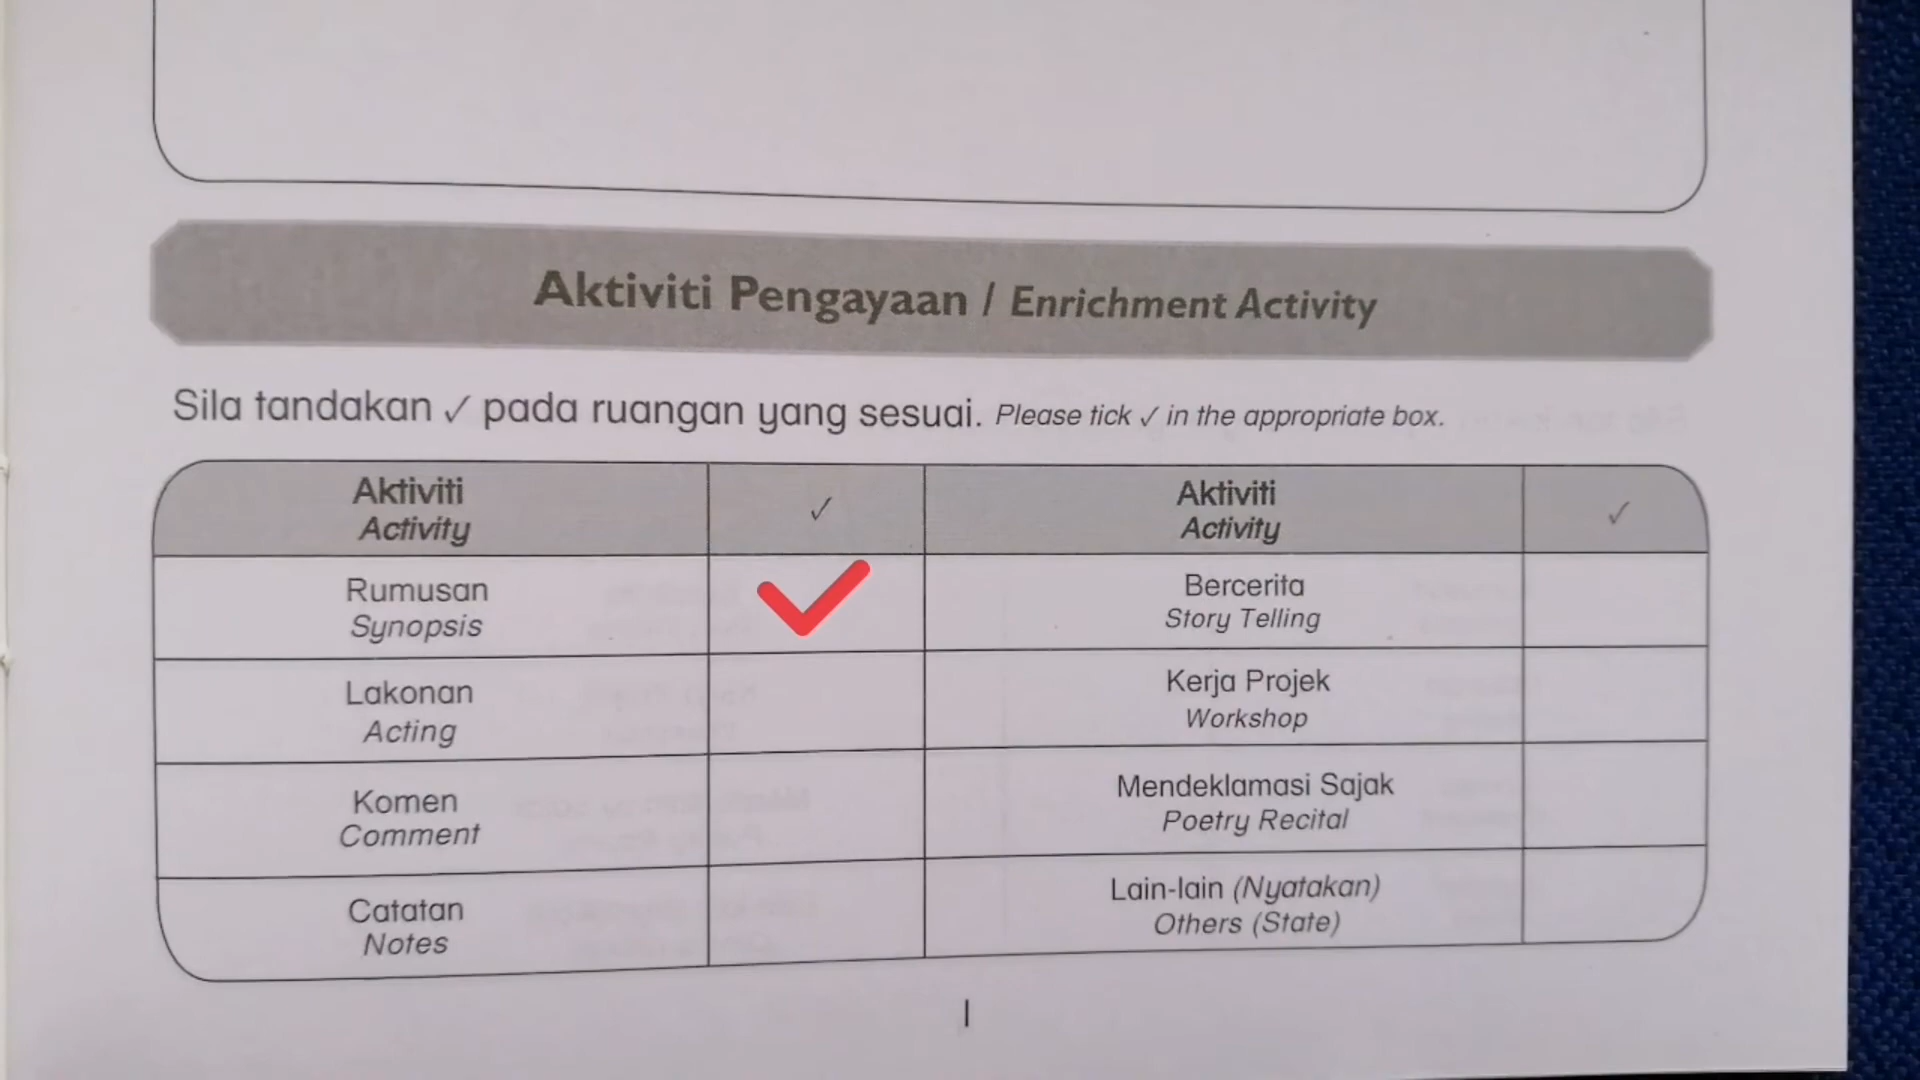 Aktiviti Pengayaan / Enrichment Activity
Sila tandakan ✓ pada ruangan yang sesuai. Please tick ✓ in the appropriate box.
Aktiviti
Activity
✓
Aktiviti
Activity
✓
Rumusan
Synopsis
Bercerita
Story Telling
Lakonan
Acting
Kerja Projek
Workshop
Komen
Comment
Mendeklamasi Sajak
Poetry Recital
Catatan
Notes
Lain-lain (Nyatakan)
Others (State)
1